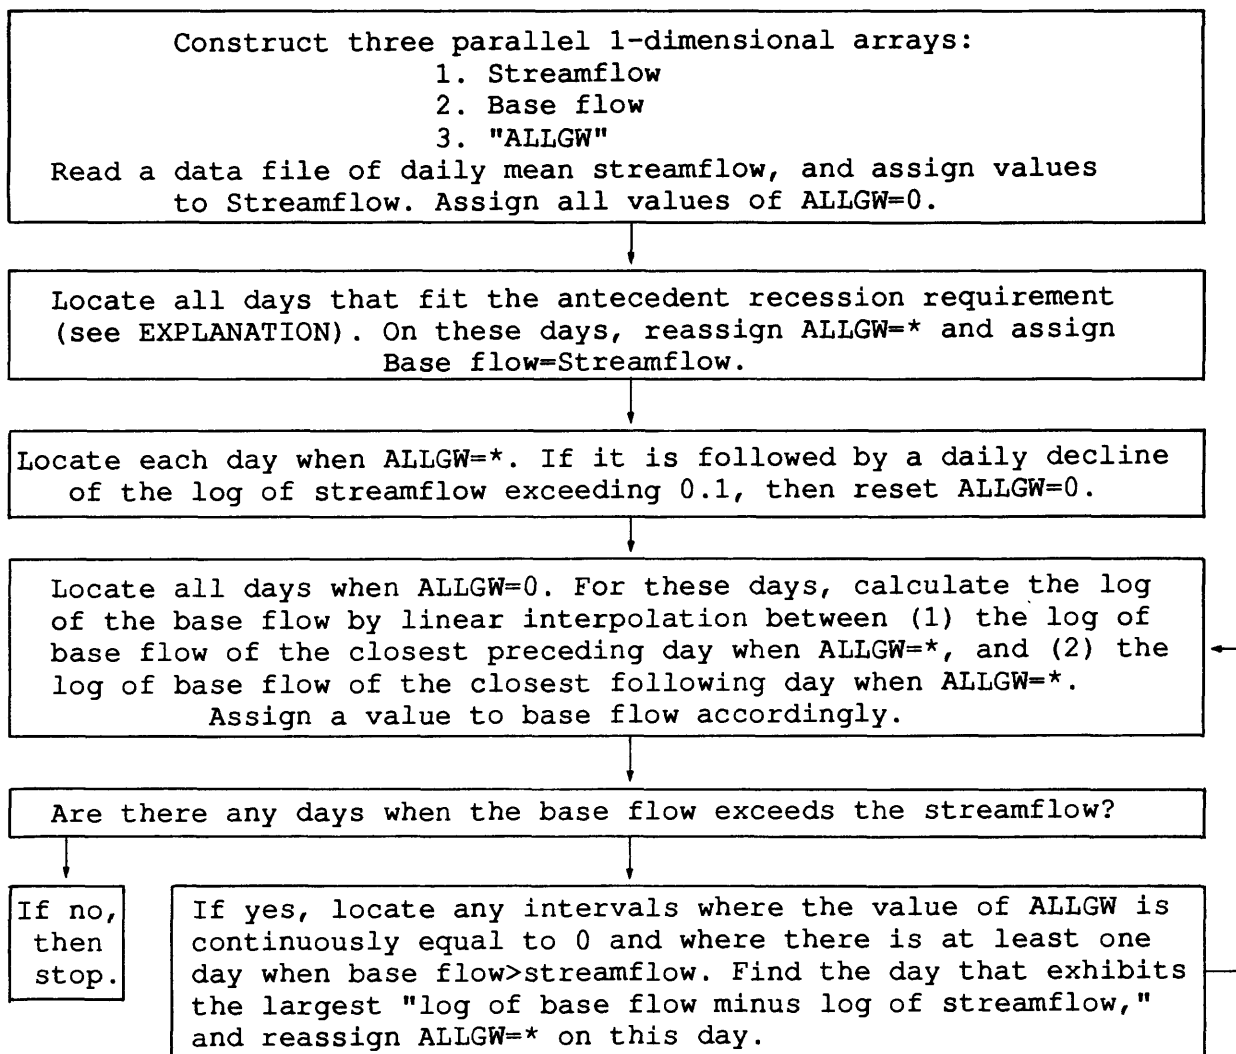 Construct three parallel 1-dimensional arrays:
1. Streamflow
2. Base flow
3. "ALLGW"
Read a data file of daily mean streamflow, and assign values
to Streamflow. Assign all values of ALLGW=0.
Locate all days that fit the antecedent recession requirement
(see EXPLANATION). On these days, reassign ALLGW=* and assign
Base flow=Streamflow.
Locate each day when ALLGW=*. If it is followed by a daily decline
of the log of streamflow exceeding 0.1, then reset ALLGW=0.
Locate all days when ALLGW=0. For these days, calculate the log
of the base flow by linear interpolation between (1) the log of
base flow of the closest preceding day when ALLGW=*, and (2) the
log of base flow of the closest following day when ALLGW=*.
Assign a value to base flow accordingly.
Are there any days when the base flow exceeds the streamflow?
If no,
then
stop.
If yes, locate any intervals where the value of ALLGW is
continuously equal to 0 and where there is at least one
day when base flow>streamflow. Find the day that exhibits
the largest "log of base flow minus log of streamflow,"
and reassign ALLGW=* on this day.